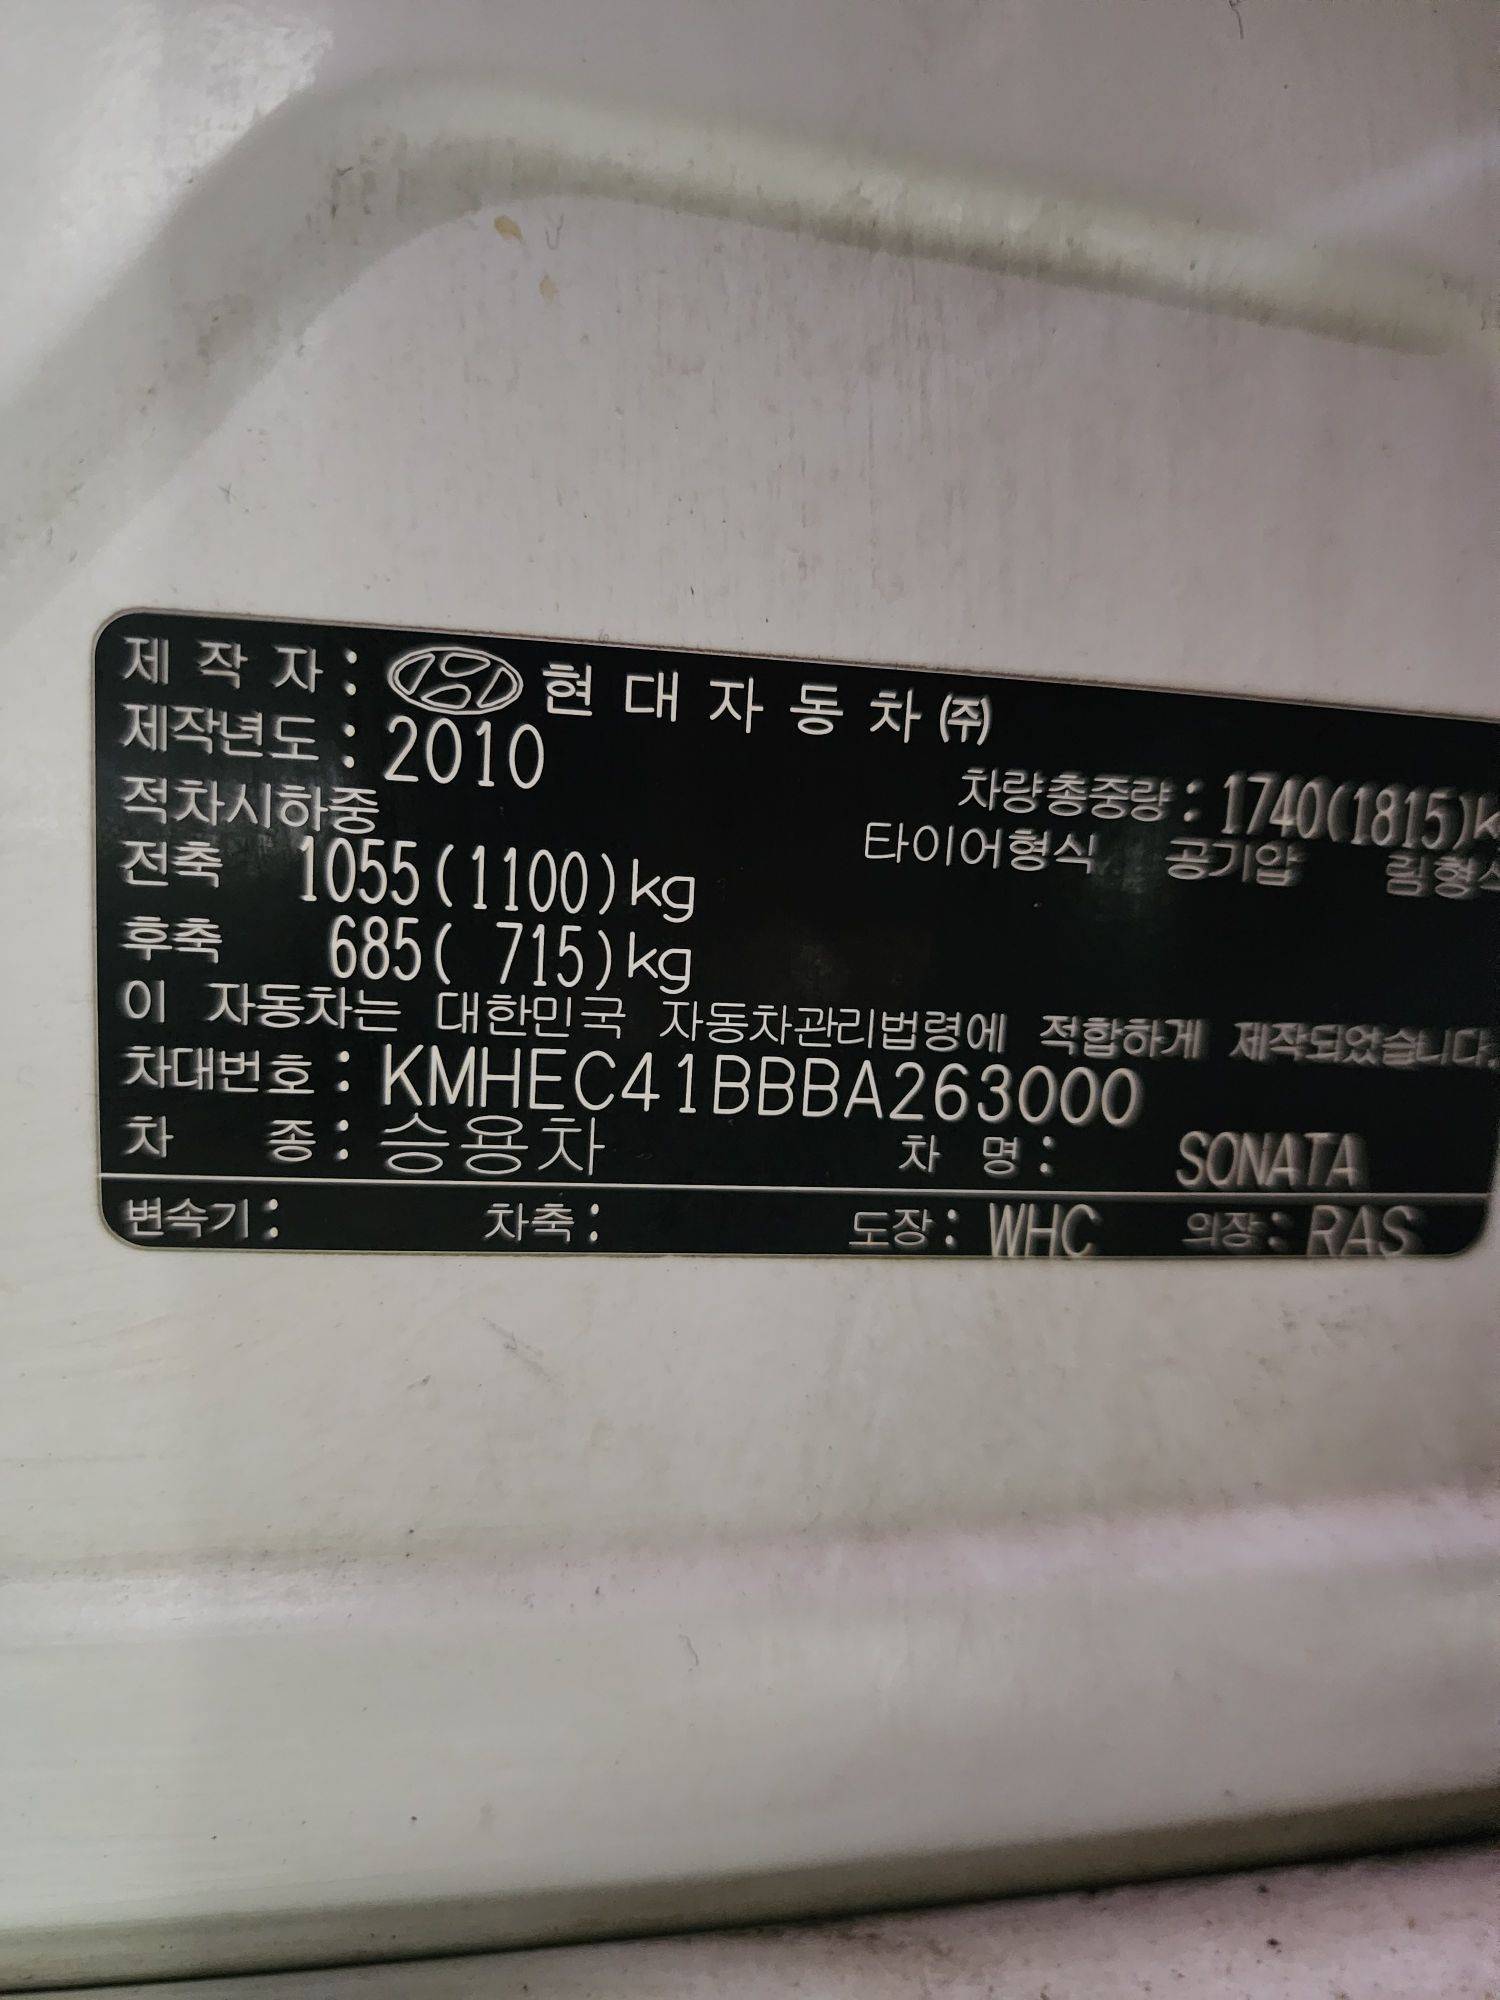 제 작 자 : 현 대 자 동 차 ㈜
제작년도 : 2010
차량총중량 : 1740(1815)k
적차시하중
타이어형식 공기압 림형식
전축 1055(1100)kg
후축 685( 715)kg
이 자동차는 대한민국 자동차관리법령에 적합하게 제작되었습니다.
차대번호 : KMHEC41BBBA263000
차 종 : 승용차 차 명 : SONATA
변속기 : 차축 : 도장 : WHC 의장 : RAS